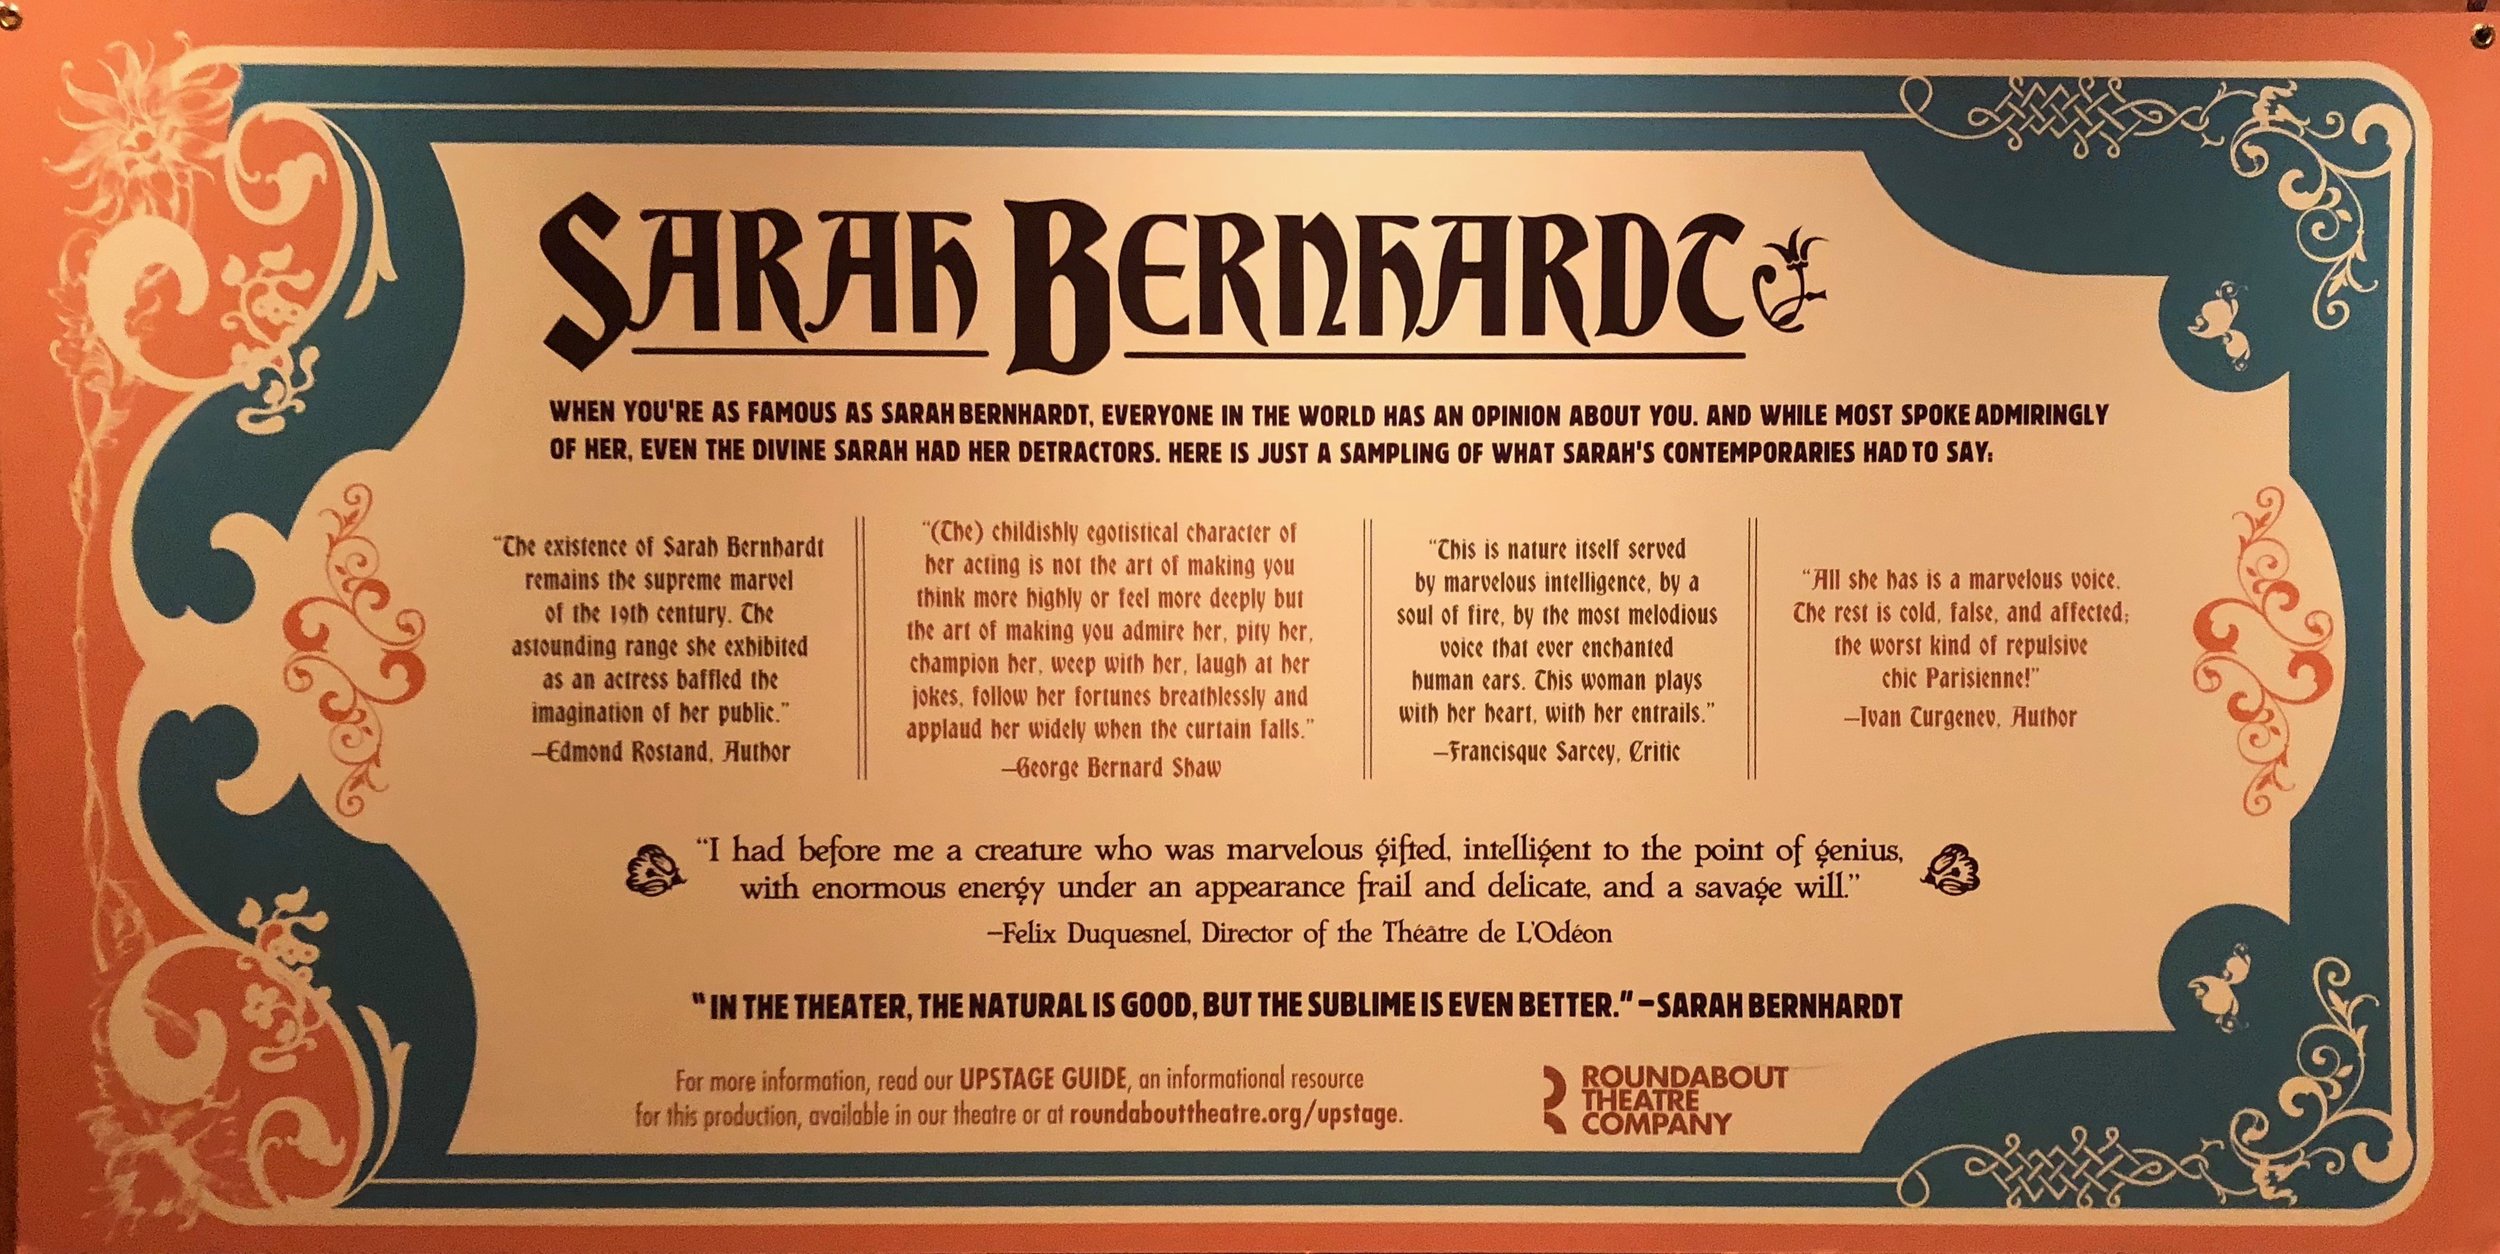 SARAH BERNHARDT
WHEN YOU'RE AS FAMOUS AS SARAH BERNHARDT, EVERYONE IN THE WORLD HAS AN OPINION ABOUT YOU. AND WHILE MOST SPOKE ADMIRINGLY
OF HER, EVEN THE DIVINE SARAH HAD HER DETRACTORS. HERE IS JUST A SAMPLING OF WHAT SARAH'S CONTEMPORARIES HAD TO SAY:
“The existence of Sarah Bernhardt
remains the supreme marvel
of the 19th century. The
astounding range she exhibited
as an actress baffled the
imagination of her public.”
—Edmond Rostand, Author
“(The) childishly egotistical character of
her acting is not the art of making you
think more highly or feel more deeply but
the art of making you admire her, pity her,
champion her, weep with her, laugh at her
jokes, follow her fortunes breathlessly and
applaud her widely when the curtain falls.”
—George Bernard Shaw
“This is nature itself served
by marvelous intelligence, by a
soul of fire, by the most melodious
voice that ever enchanted
human ears. This woman plays
with her heart, with her entrails.”
—Francisque Sarcey, Critic
“All she has is a marvelous voice.
The rest is cold, false, and affected;
the worst kind of repulsive
chic Parisienne!”
—Ivan Turgenev, Author
“I had before me a creature who was marvelous gifted, intelligent to the point of genius,
with enormous energy under an appearance frail and delicate, and a savage will.”
—Felix Duquesnel, Director of the Théâtre de L'Odéon
"IN THE THEATER, THE NATURAL IS GOOD, BUT THE SUBLIME IS EVEN BETTER." —SARAH BERNHARDT
For more information, read our UPSTAGE GUIDE, an informational resource
for this production, available in our theatre or at roundabouttheatre.org/upstage.
ROUNDABOUT
THEATRE
COMPANY